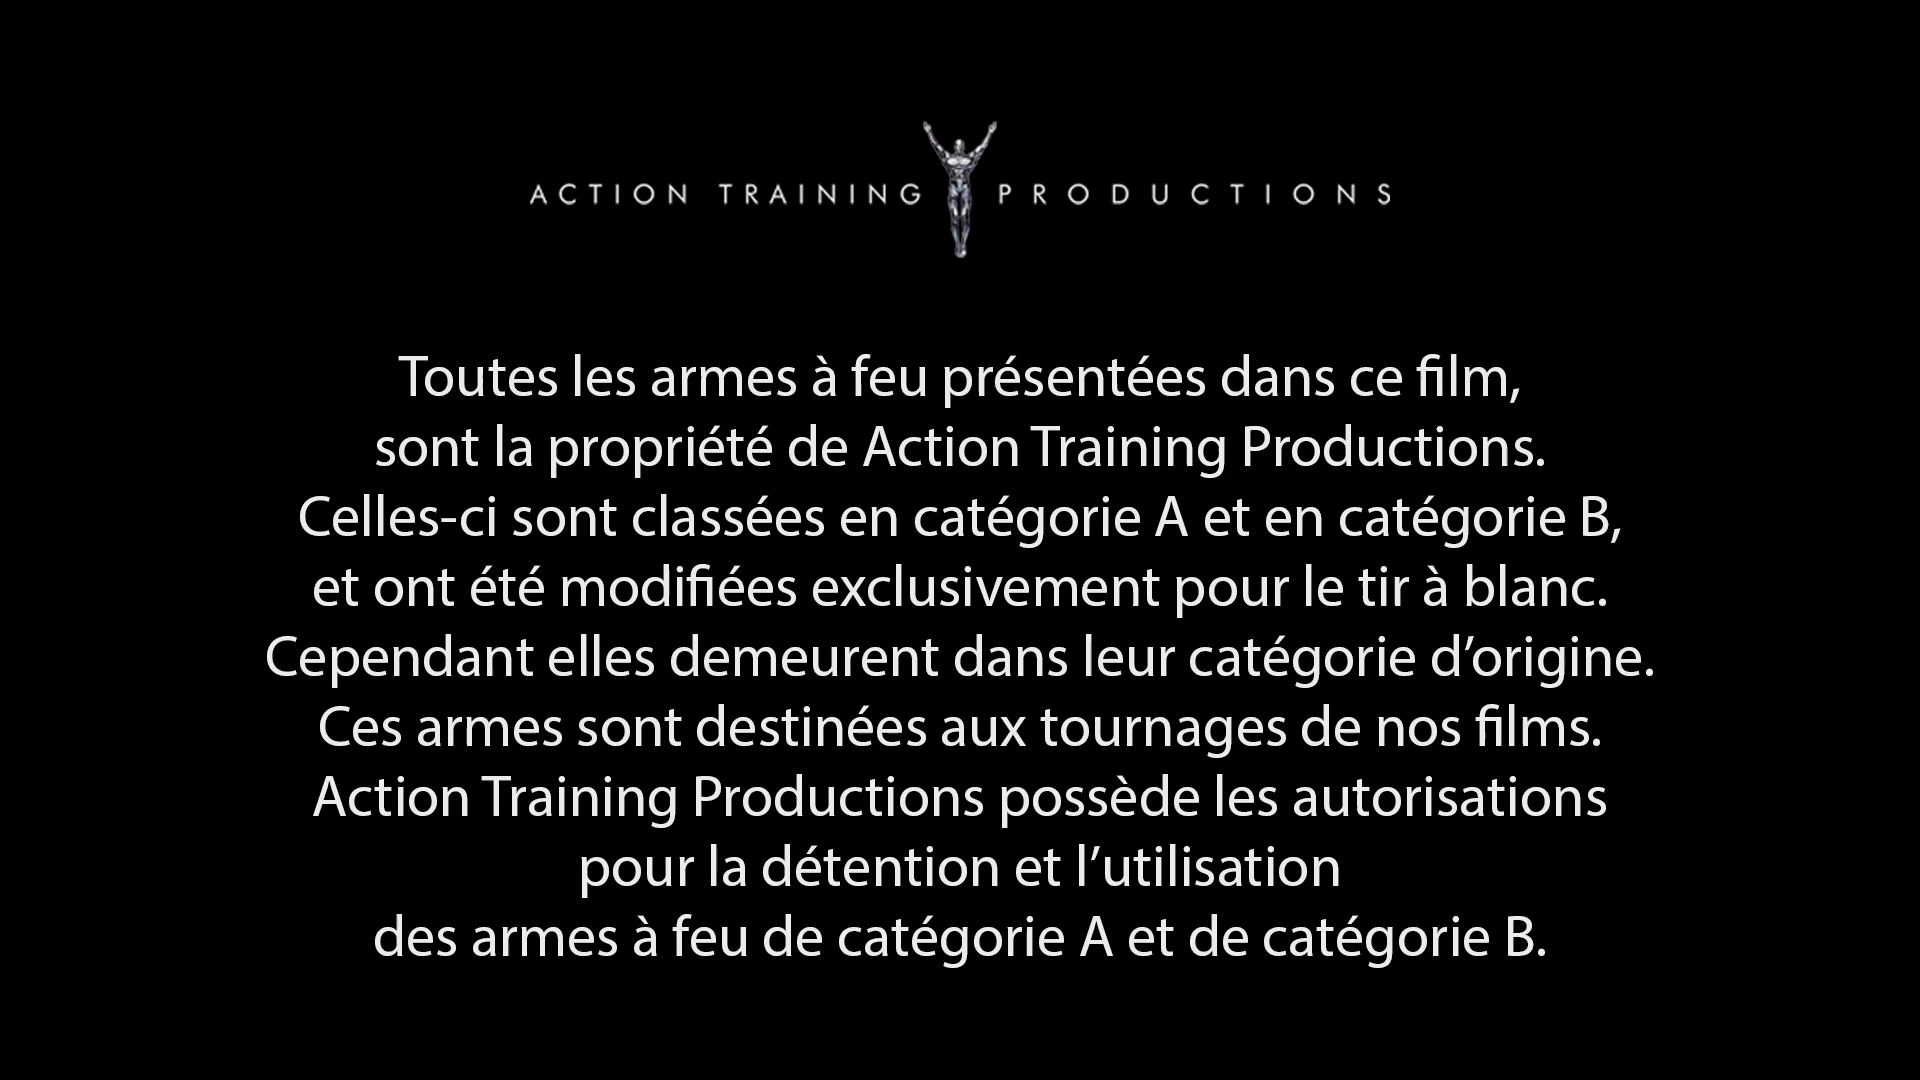 ACTION TRAINING PRODUCTIONS
Toutes les armes à feu présentées dans ce film,
sont la propriété de Action Training Productions.
Celles-ci sont classées en catégorie A et en catégorie B,
et ont été modifiées exclusivement pour le tir à blanc.
Cependant elles demeurent dans leur catégorie d’origine.
Ces armes sont destinées aux tournages de nos films.
Action Training Productions possède les autorisations
pour la détention et l’utilisation
des armes à feu de catégorie A et de catégorie B.